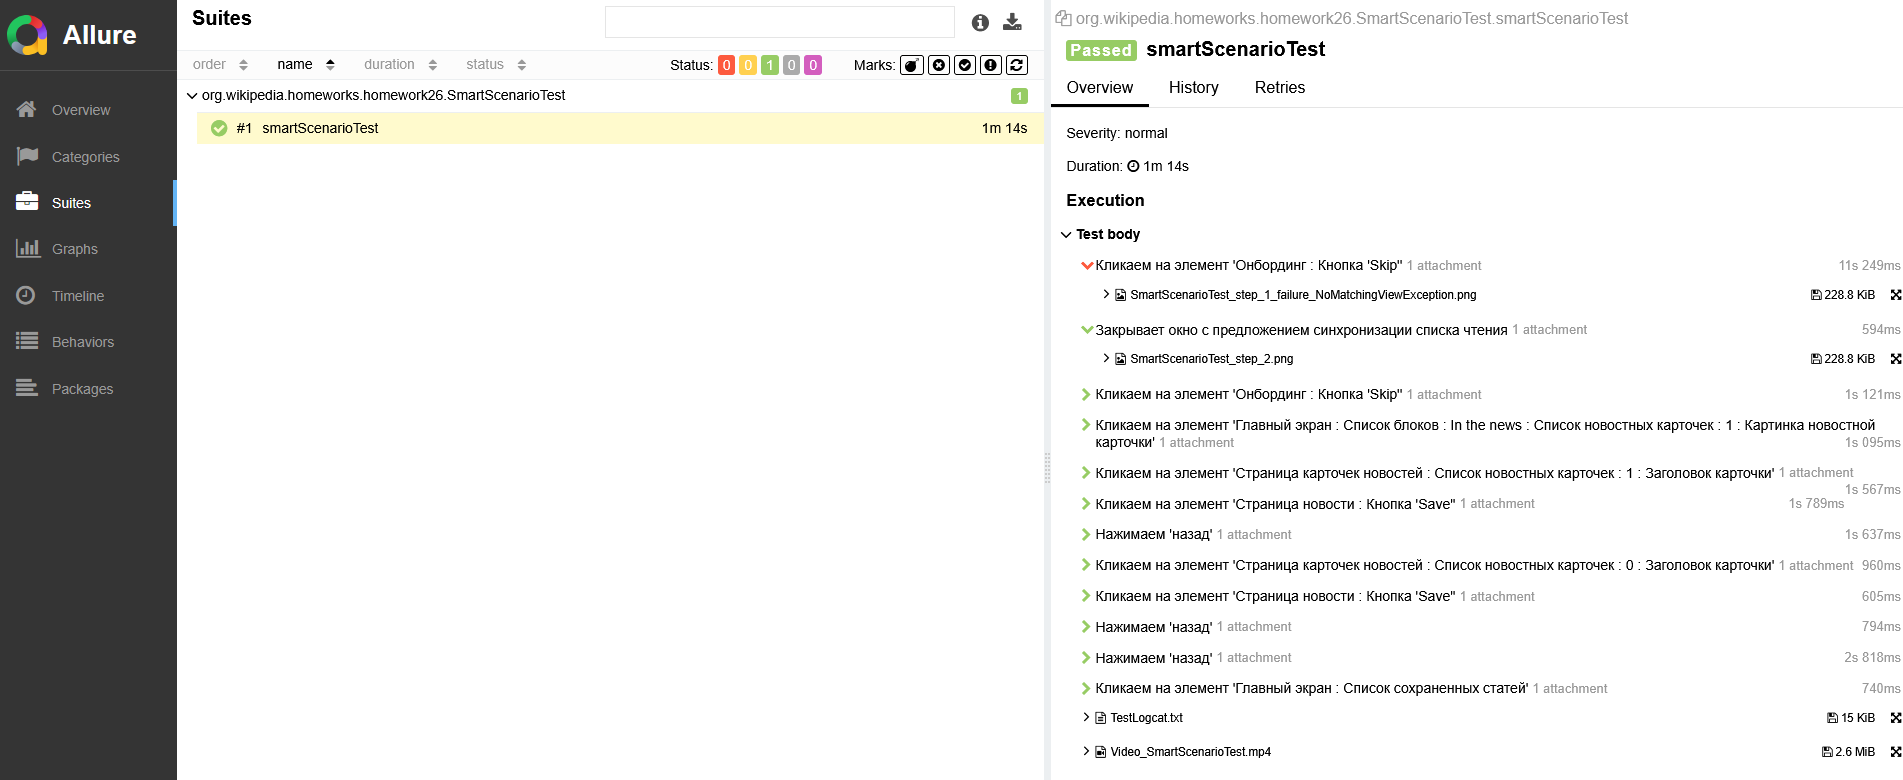 Allure
Overview
Categories
Suites
Graphs
Timeline
Behaviors
Packages
Suites
order name duration status Status: 0 0 1 0 0 Marks:
org.wikipedia.homeworks.homework26.SmartScenarioTest 1
#1 smartScenarioTest 1m 14s
org.wikipedia.homeworks.homework26.SmartScenarioTest.smartScenarioTest
Passed smartScenarioTest
Overview History Retries
Severity: normal
Duration: 1m 14s
Execution
Test body
Кликаем на элемент 'Онбординг : Кнопка 'Skip'' 1 attachment 11s 249ms
SmartScenarioTest_step_1_failure_NoMatchingViewException.png 228.8 KiB
Закрывает окно с предложением синхронизации списка чтения 1 attachment 594ms
SmartScenarioTest_step_2.png 228.8 KiB
Кликаем на элемент 'Онбординг : Кнопка 'Skip'' 1 attachment 1s 121ms
Кликаем на элемент 'Главный экран : Список блоков : In the news : Список новостных карточек : 1 : Картинка новостной
карточки' 1 attachment 1s 095ms
Кликаем на элемент 'Страница карточек новостей : Список новостных карточек : 1 : Заголовок карточки' 1 attachment
1s 567ms
Кликаем на элемент 'Страница новости : Кнопка 'Save'' 1 attachment 1s 789ms
Нажимаем 'назад' 1 attachment 1s 637ms
Кликаем на элемент 'Страница карточек новостей : Список новостных карточек : 0 : Заголовок карточки' 1 attachment 960ms
Кликаем на элемент 'Страница новости : Кнопка 'Save'' 1 attachment 605ms
Нажимаем 'назад' 1 attachment 794ms
Нажимаем 'назад' 1 attachment 2s 818ms
Кликаем на элемент 'Главный экран : Список сохраненных статей' 1 attachment 740ms
TestLogcat.txt 15 KiB
Video_SmartScenarioTest.mp4 2.6 MiB